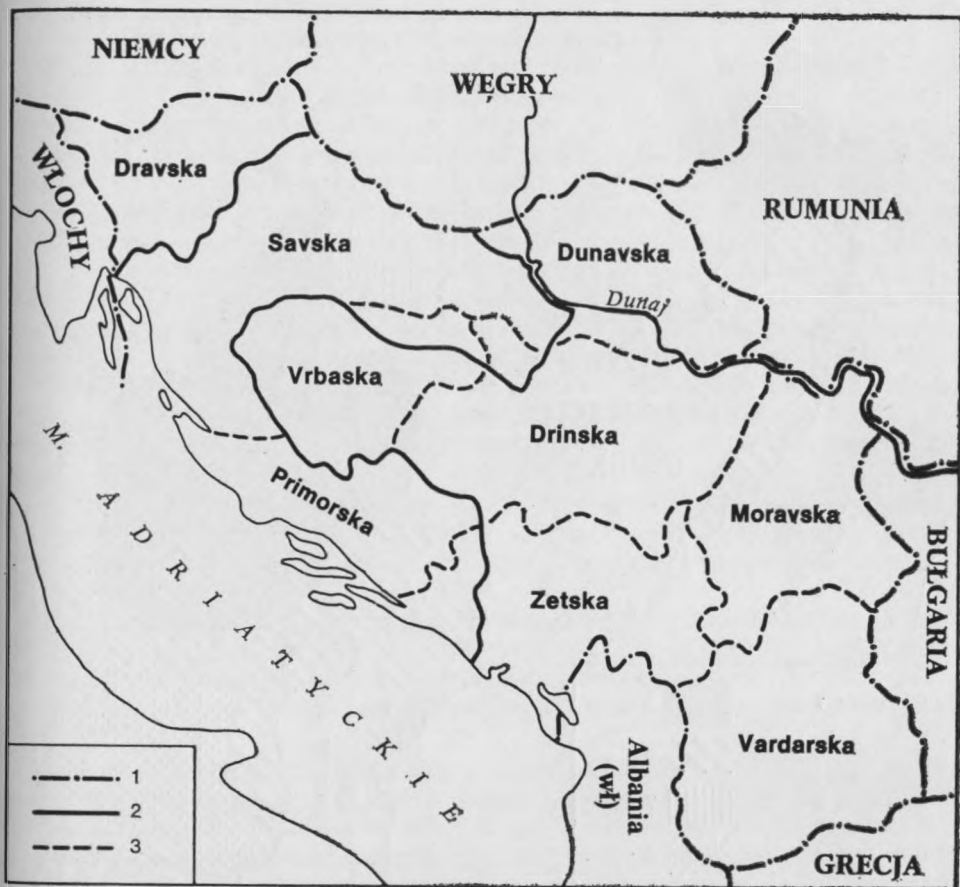 NIEMCY
WĘGRY
WŁOCHY
Dravska
RUMUNIA
Savska
Dunavska
Dunaj
Vrbaska
Drinska
Primorska
Moravska
BUŁGARIA
Zetska
M. ADRIATYCKIE
Albania
(wł)
Vardarska
GRECJA
1
2
3